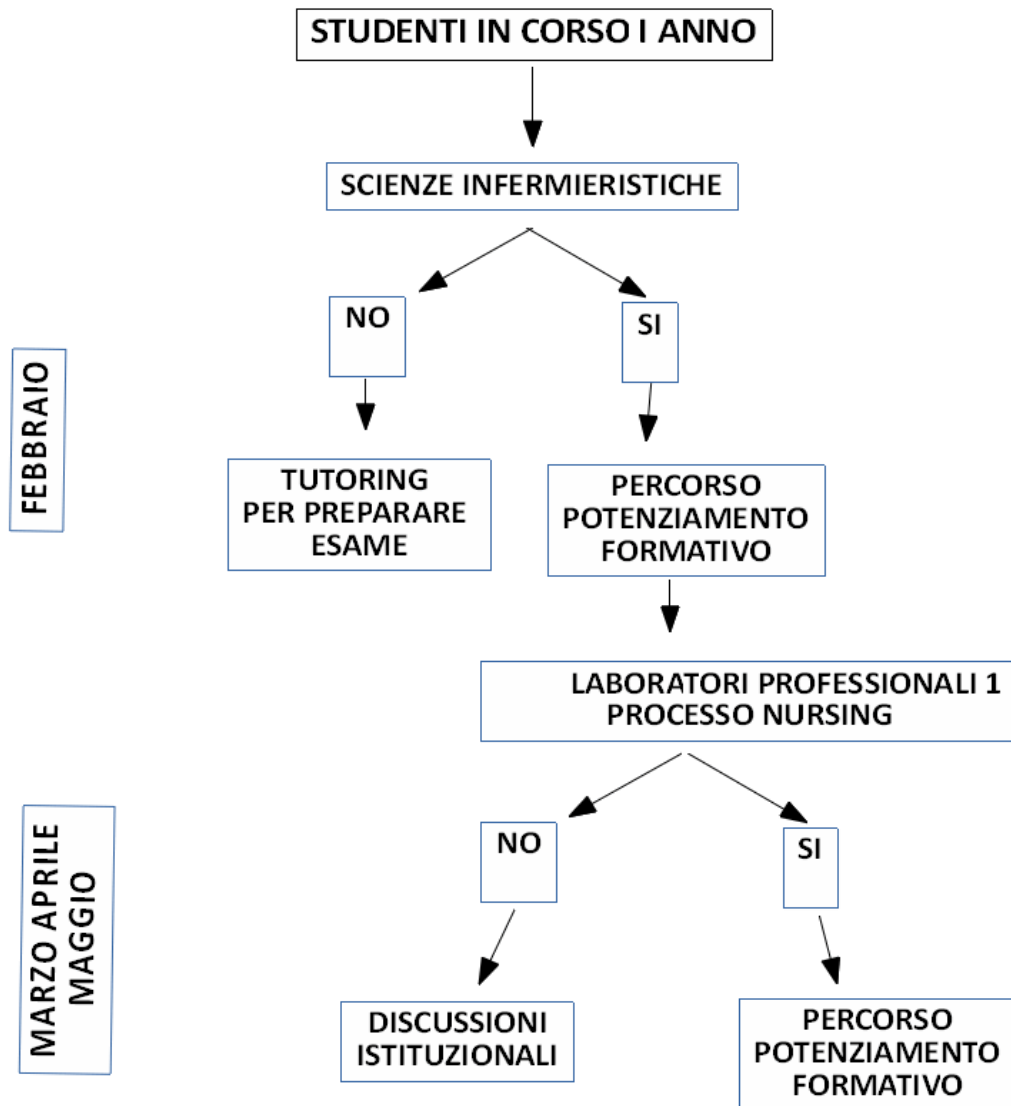 STUDENTI IN CORSO I ANNO
SCIENZE INFERMIERISTICHE
NO
SI
FEBBRAIO
TUTORING
PER PREPARARE
ESAME
PERCORSO
POTENZIAMENTO
FORMATIVO
LABORATORI PROFESSIONALI 1
PROCESSO NURSING
NO
SI
MARZO APRILE
MAGGIO
DISCUSSIONI
ISTITUZIONALI
PERCORSO
POTENZIAMENTO
FORMATIVO